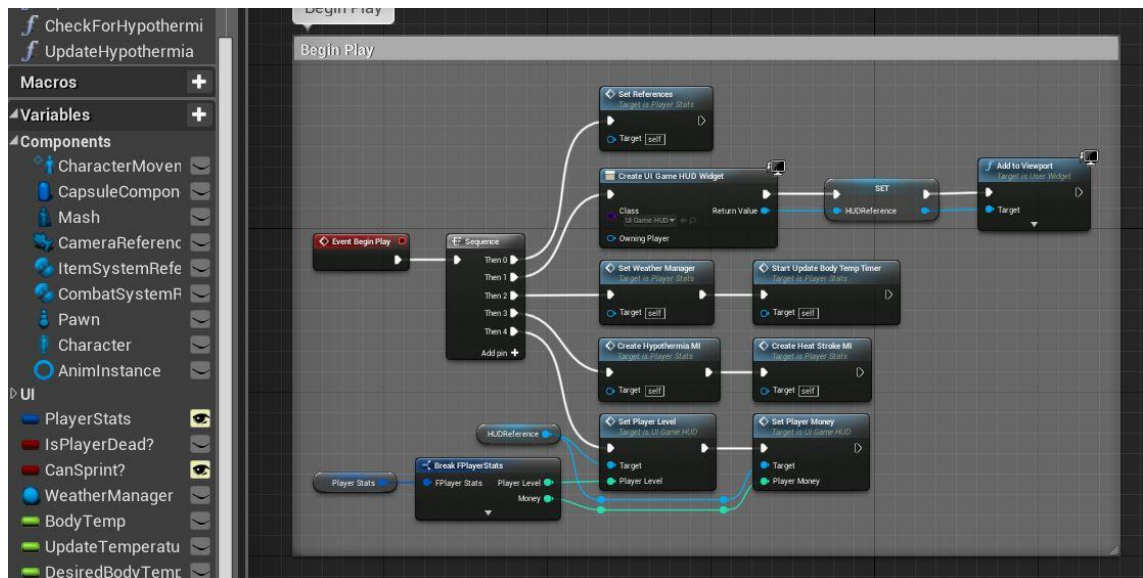 CheckForHypothermi
UpdateHypothermia
Macros
Variables
Components
CharacterMoven
CapsuleCompon
Mash
CameraReferenc
ItemSystemRefe
CombatSystemR
Pawn
Character
AnimInstance
UI
PlayerStats
IsPlayerDead?
CanSprint?
WeatherManager
BodyTemp
UpdateTemperatu
DesiredBodyTemp
Begin Play
Begin Play
Set References
Target is Player Stats
Target self
Create UI Game HUD Widget
Class
UI Game HUD
Return Value
Owning Player
SET
HUDReference
Add to Viewport
Target is User Widget
Target
Event Begin Play
Sequence
Then 0
Then 1
Then 2
Then 3
Then 4
Add pin +
Set Weather Manager
Target is Player Stats
Target self
Start Update Body Temp Timer
Target is Player Stats
Target self
Create Hypothermia MI
Target is Player Stats
Target self
Create Heat Stroke MI
Target is Player Stats
Target self
HUDReference
Set Player Level
Target is UI Game HUD
Target
Player Level
Set Player Money
Target is UI Game HUD
Target
Player Money
Player Stats
Break FPlayerStats
FPlayer Stats
Player Level
Money